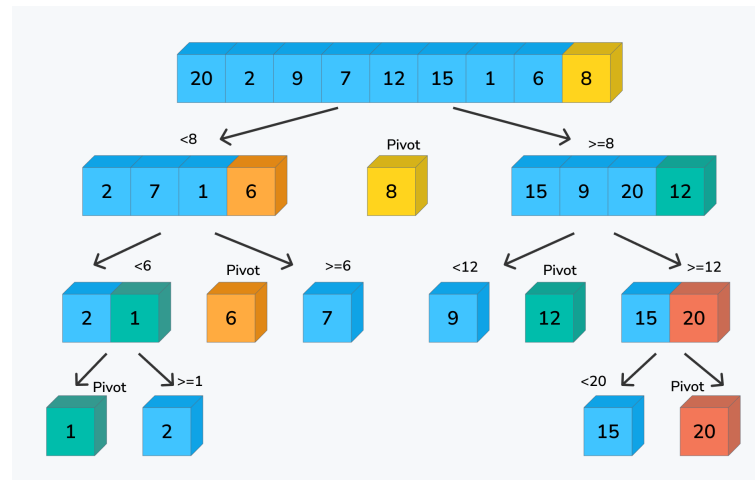 20 2 9 7 12 15 1 6 8
<8 Pivot >=8
2 7 1 6 8 15 9 20 12
<6 Pivot >=6 <12 Pivot >=12
2 1 6 7 9 12 15 20
Pivot >=1 <20 Pivot
1 2 15 20